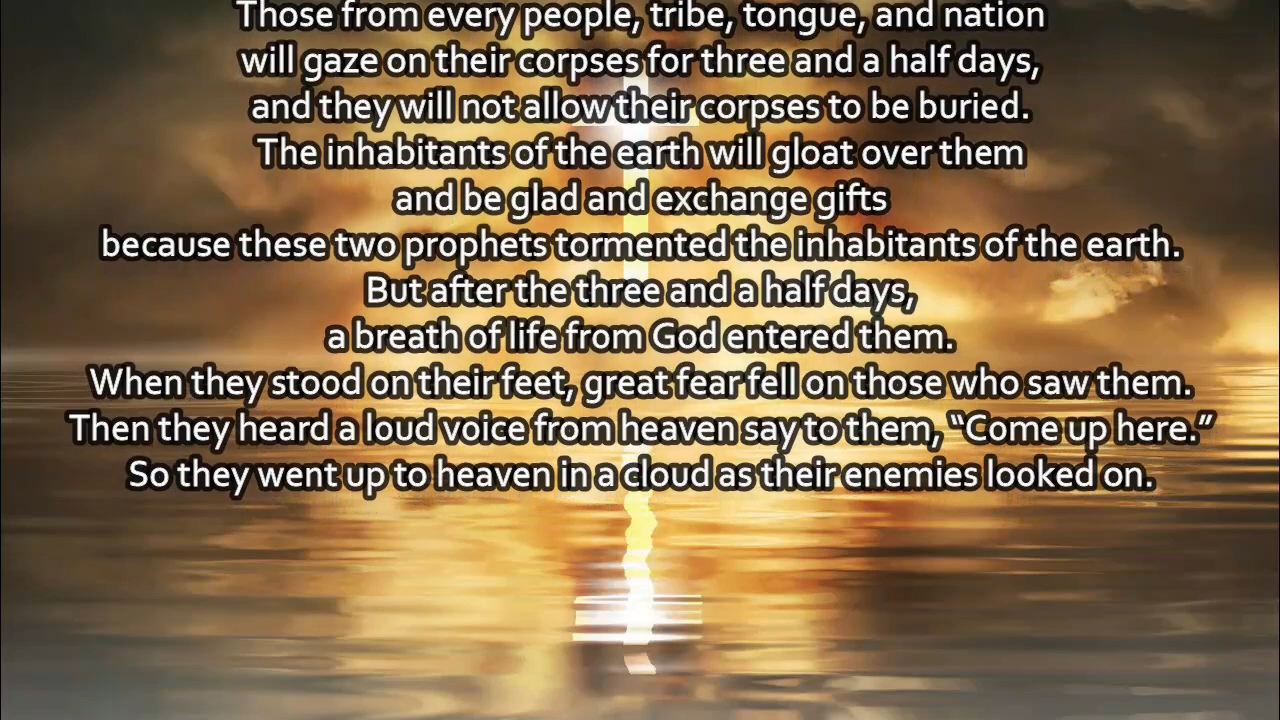 Those from every people, tribe, tongue, and nation
will gaze on their corpses for three and a half days,
and they will not allow their corpses to be buried.
The inhabitants of the earth will gloat over them
and be glad and exchange gifts
because these two prophets tormented the inhabitants of the earth.
But after the three and a half days,
a breath of life from God entered them.
When they stood on their feet, great fear fell on those who saw them.
Then they heard a loud voice from heaven say to them, “Come up here.”
So they went up to heaven in a cloud as their enemies looked on.